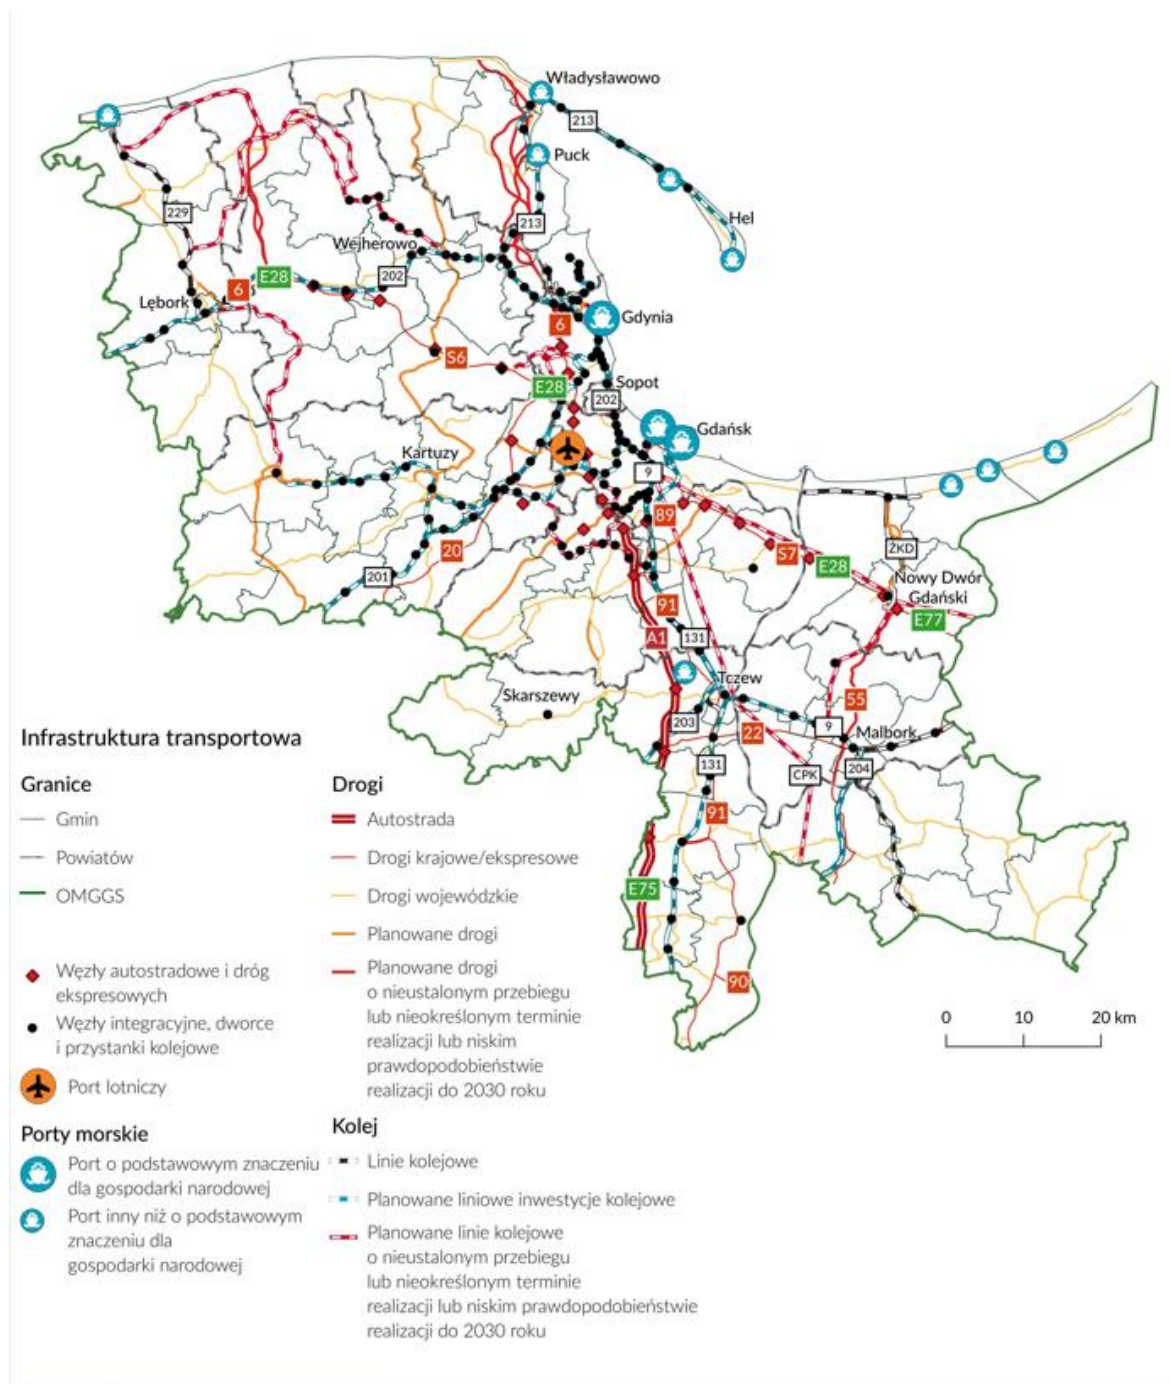 Władysławowo
213
Puck
Hel
229
213
Wejherowo
202
E28
6
Lębork
6
Gdynia
S6
E28
Sopot
202
Gdańsk
Kartuzy
9
89
20
S7
E28
ŻKD
201
Nowy Dwór
Gdański
91
E77
A1
131
Tczew
Skarszewy
55
203
22
9
Malbork
131
CPK
204
91
E75
90
Infrastruktura transportowa
Granice
Gmin
Powiatów
OMGGS
Węzły autostradowe i dróg
ekspresowych
Węzły integracyjne, dworce
i przystanki kolejowe
Port lotniczy
Porty morskie
Port o podstawowym znaczeniu
dla gospodarki narodowej
Port inny niż o podstawowym
znaczeniu dla
gospodarki narodowej
Drogi
Autostrada
Drogi krajowe/ekspresowe
Drogi wojewódzkie
Planowane drogi
Planowane drogi
o nieustalonym przebiegu
lub nieokreślonym terminie
realizacji lub niskim
prawdopodobieństwie
realizacji do 2030 roku
Kolej
Linie kolejowe
Planowane liniowe inwestycje kolejowe
Planowane linie kolejowe
o nieustalonym przebiegu
lub nieokreślonym terminie
realizacji lub niskim prawdopodobieństwie
realizacji do 2030 roku
0 10 20 km